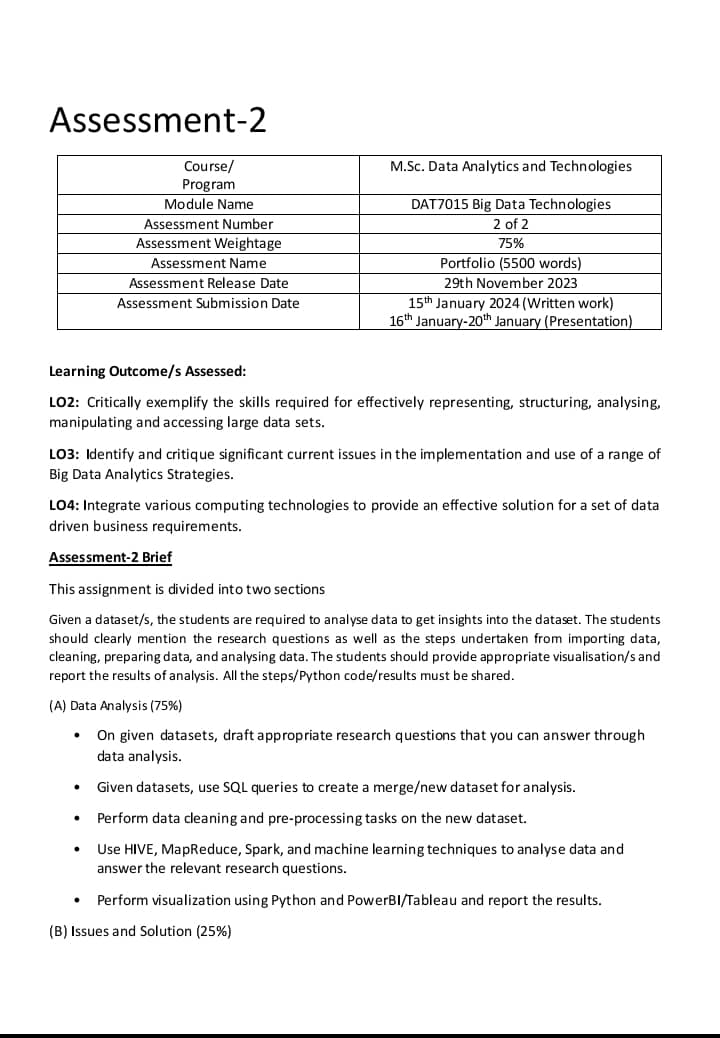 Assessment-2
Course/
Program
M.Sc. Data Analytics and Technologies
Module Name
DAT7015 Big Data Technologies
Assessment Number
2 of 2
Assessment Weightage
75%
Assessment Name
Portfolio (5500 words)
Assessment Release Date
29th November 2023
Assessment Submission Date
15th January 2024 (Written work)
16th January-20th January (Presentation)
Learning Outcome/s Assessed:
LO2: Critically exemplify the skills required for effectively representing, structuring, analysing,
manipulating and accessing large data sets.
LO3: Identify and critique significant current issues in the implementation and use of a range of
Big Data Analytics Strategies.
LO4: Integrate various computing technologies to provide an effective solution for a set of data
driven business requirements.
Assessment-2 Brief
This assignment is divided into two sections
Given a dataset/s, the students are required to analyse data to get insights into the dataset. The students
should clearly mention the research questions as well as the steps undertaken from importing data,
cleaning, preparing data, and analysing data. The students should provide appropriate visualisation/s and
report the results of analysis. All the steps/Python code/results must be shared.
(A) Data Analysis (75%)
• On given datasets, draft appropriate research questions that you can answer through
data analysis.
• Given datasets, use SQL queries to create a merge/new dataset for analysis.
• Perform data cleaning and pre-processing tasks on the new dataset.
• Use HIVE, MapReduce, Spark, and machine learning techniques to analyse data and
answer the relevant research questions.
• Perform visualization using Python and PowerBI/Tableau and report the results.
(B) Issues and Solution (25%)